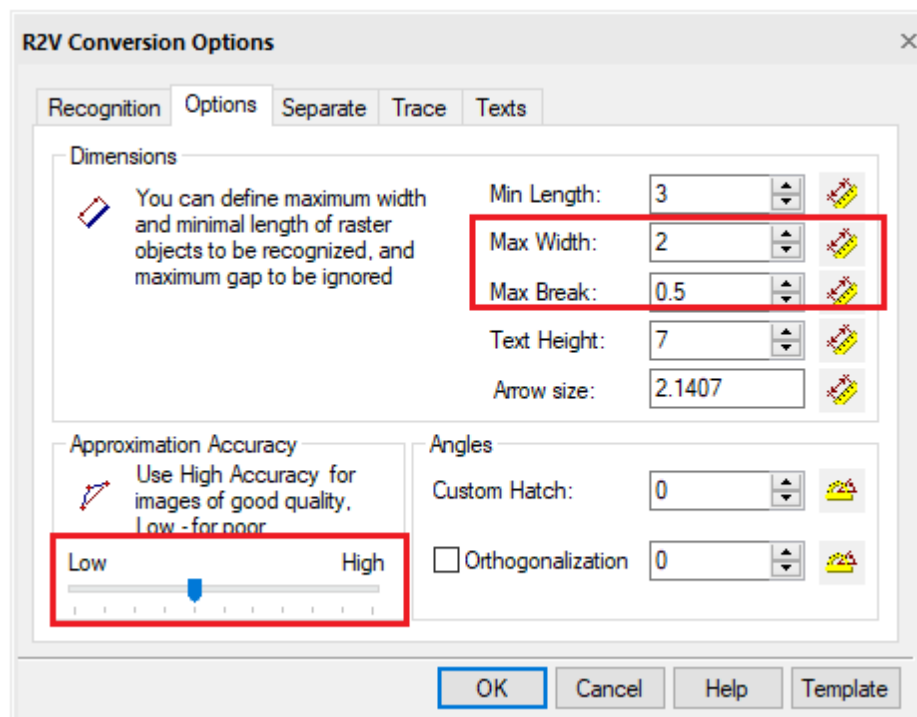 R2V Conversion Options
Recognition Options Separate Trace Texts
Dimensions
You can define maximum width
and minimal length of raster
objects to be recognized, and
maximum gap to be ignored
Min Length: 3
Max Width: 2
Max Break: 0.5
Text Height: 7
Arrow size: 2.1407
Approximation Accuracy
Use High Accuracy for
images of good quality,
Low - for poor
Low High
Angles
Custom Hatch: 0
Orthogonalization 0
OK Cancel Help Template